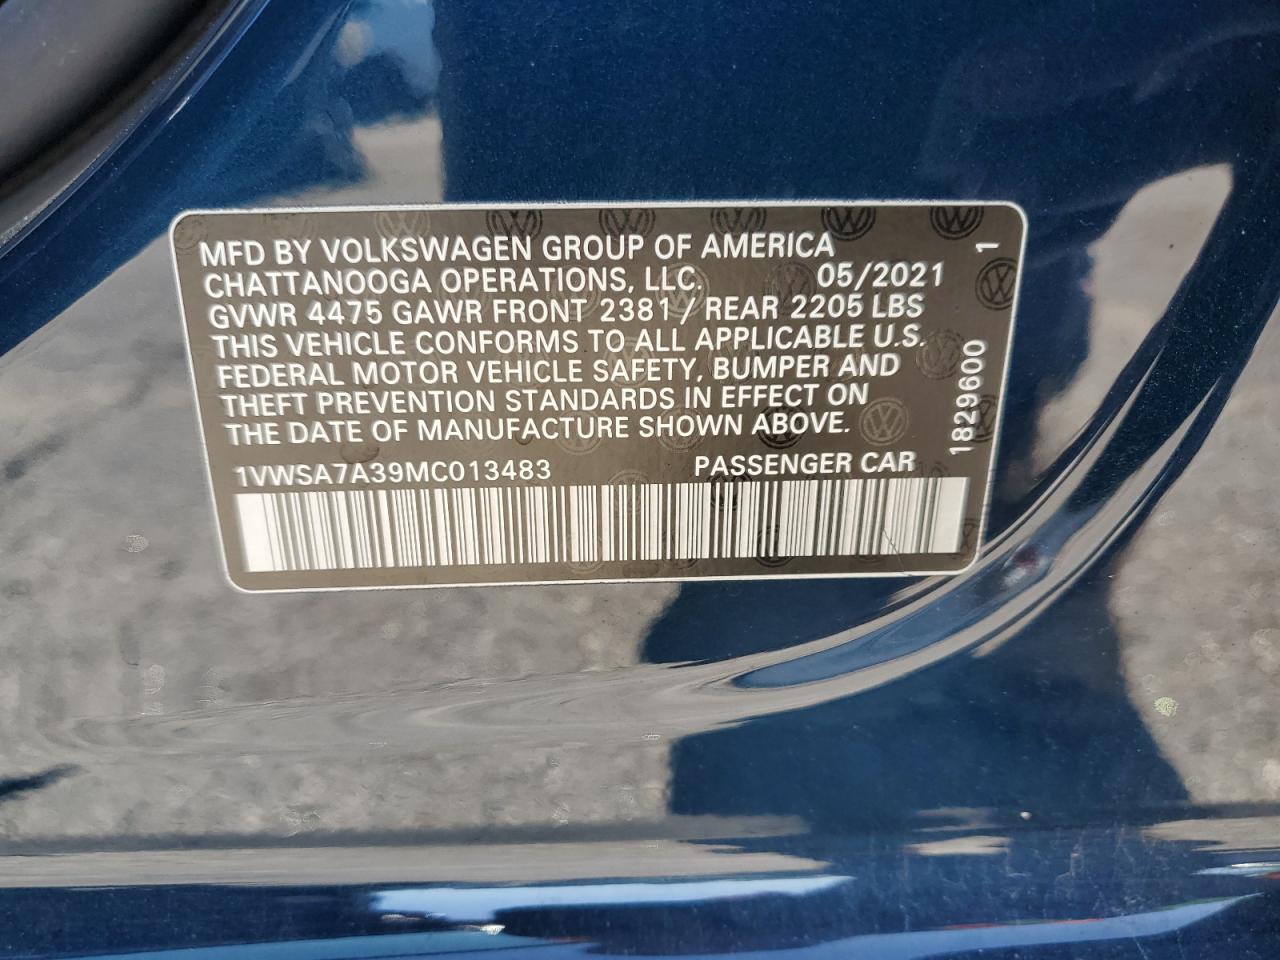 MFD BY VOLKSWAGEN GROUP OF AMERICA
CHATTANOOGA OPERATIONS, LLC. 05/2021
GVWR 4475 GAWR FRONT 2381 / REAR 2205 LBS
THIS VEHICLE CONFORMS TO ALL APPLICABLE U.S.
FEDERAL MOTOR VEHICLE SAFETY, BUMPER AND
THEFT PREVENTION STANDARDS IN EFFECT ON
THE DATE OF MANUFACTURE SHOWN ABOVE.
1VWSA7A39MC013483 PASSENGER CAR
1829600 1